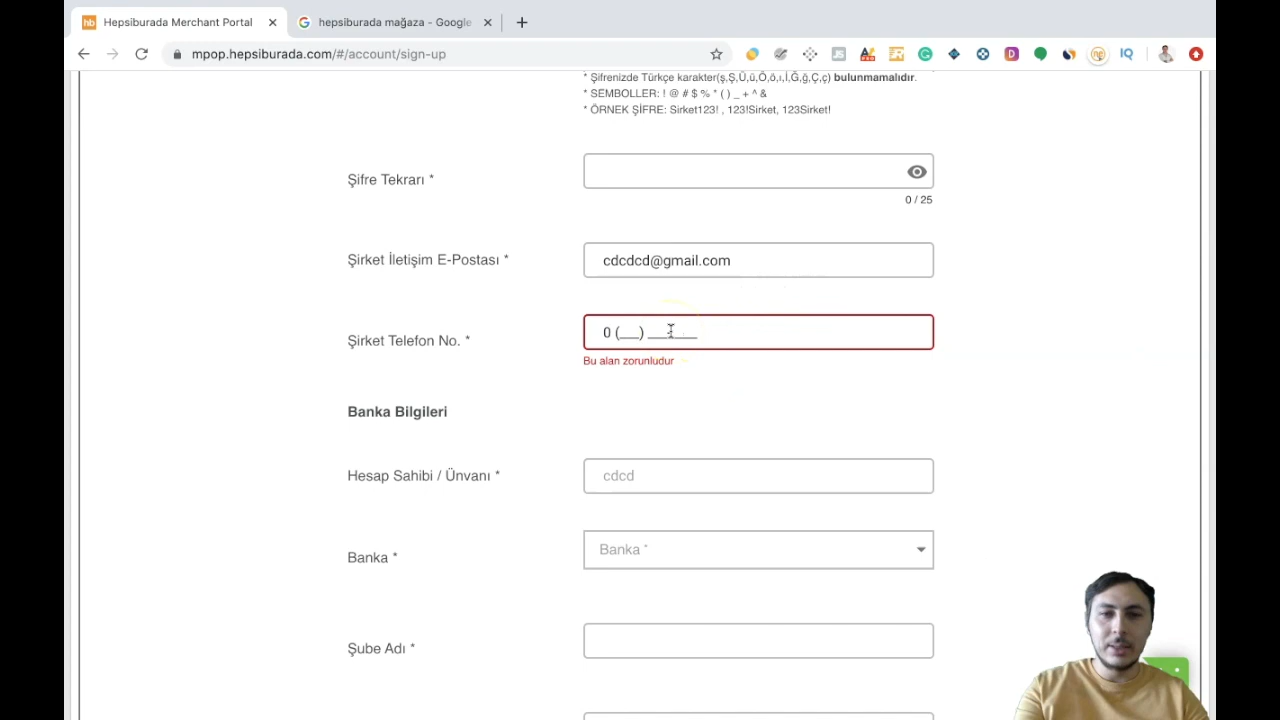 Hepsiburada Merchant Portal
hepsiburada mağaza - Google
mpop.hepsiburada.com/#/account/sign-up
* Şifrenizde Türkçe karakter(ş,Ş,Ü,ü,Ö,ö,ı,İ,Ğ,ğ,Ç,ç) bulunmamalıdır.
* SEMBOLLER: ! @ # $ % * ( ) _ + ^ &
* ÖRNEK ŞİFRE: Sirket123! , 123!Sirket, 123Sirket!
Şifre Tekrarı *
0 / 25
Şirket İletişim E-Postası *
cdcdcd@gmail.com
Şirket Telefon No. *
0 (___) ___-____
Bu alan zorunludur
Banka Bilgileri
Hesap Sahibi / Ünvanı *
cdcd
Banka *
Banka *
Şube Adı *